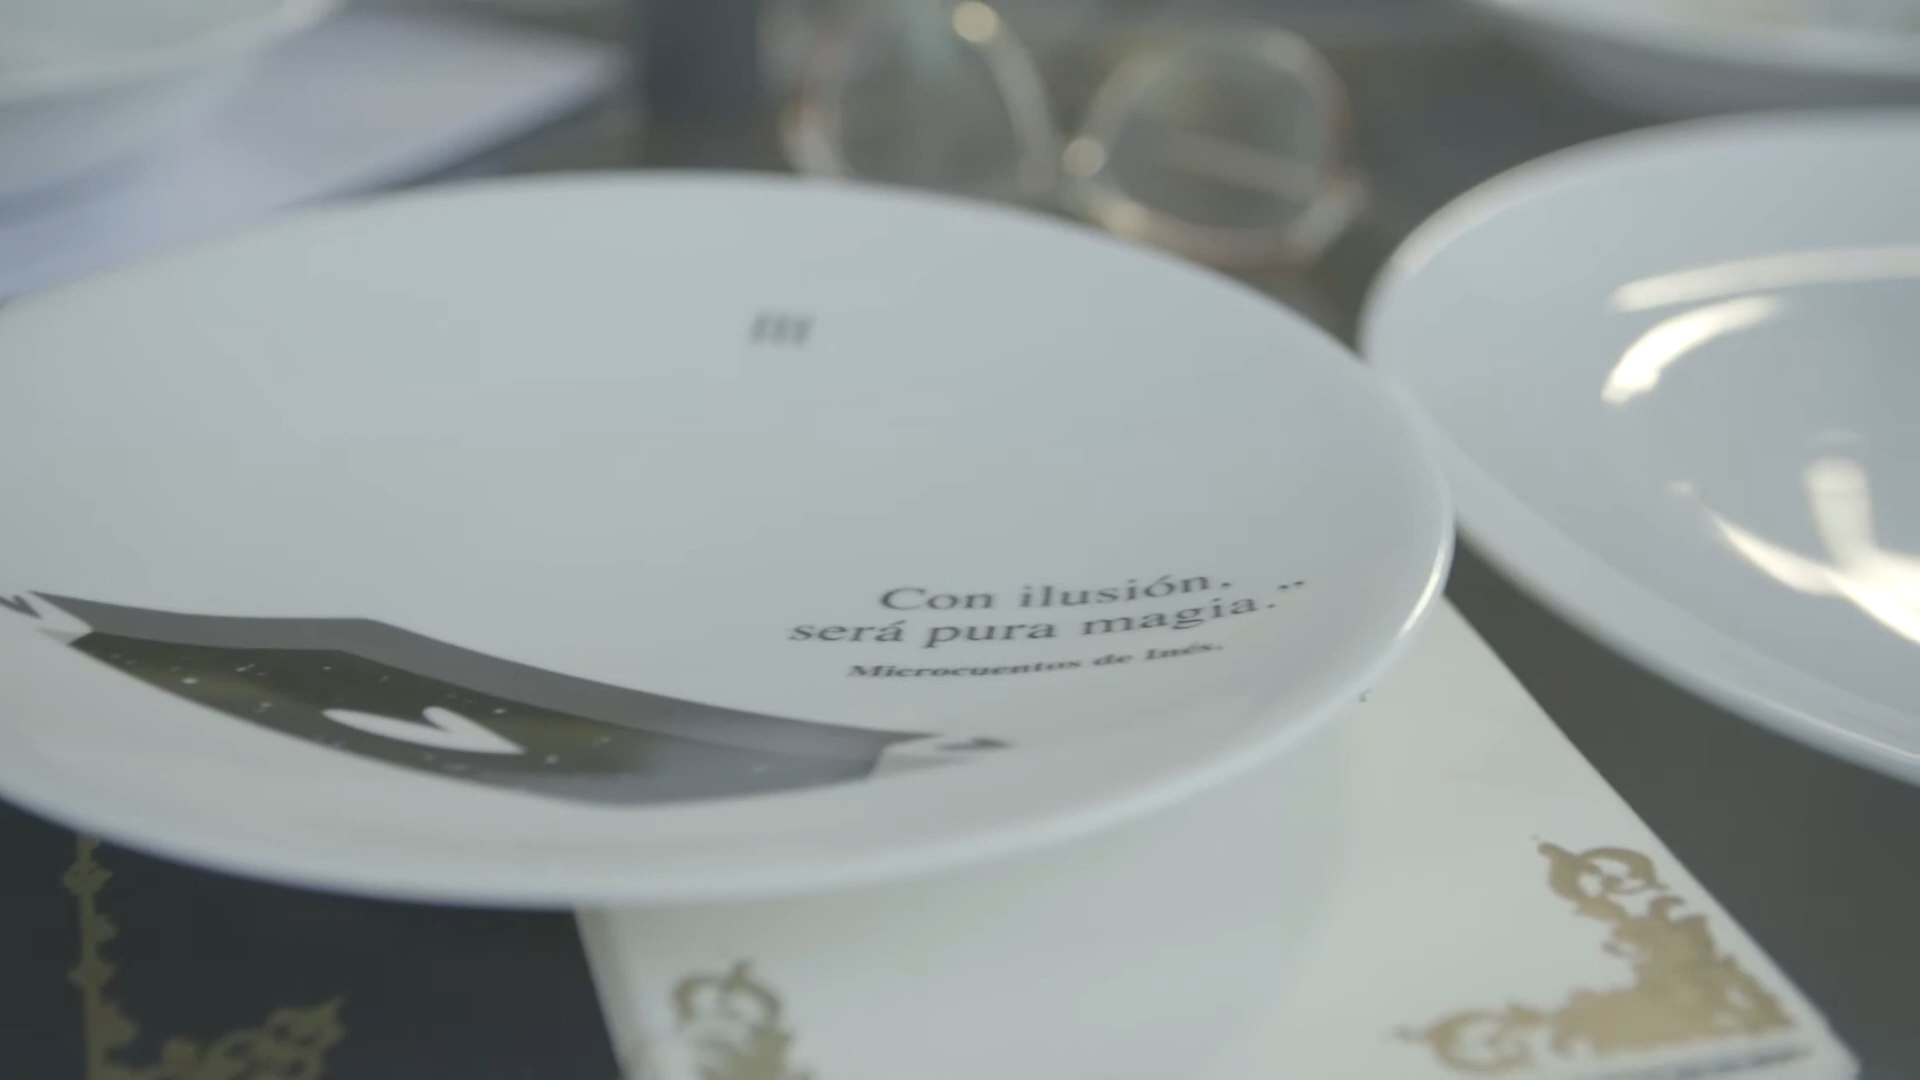 III
Con ilusión. ..
será pura magia.
Microcuentos de Inés.